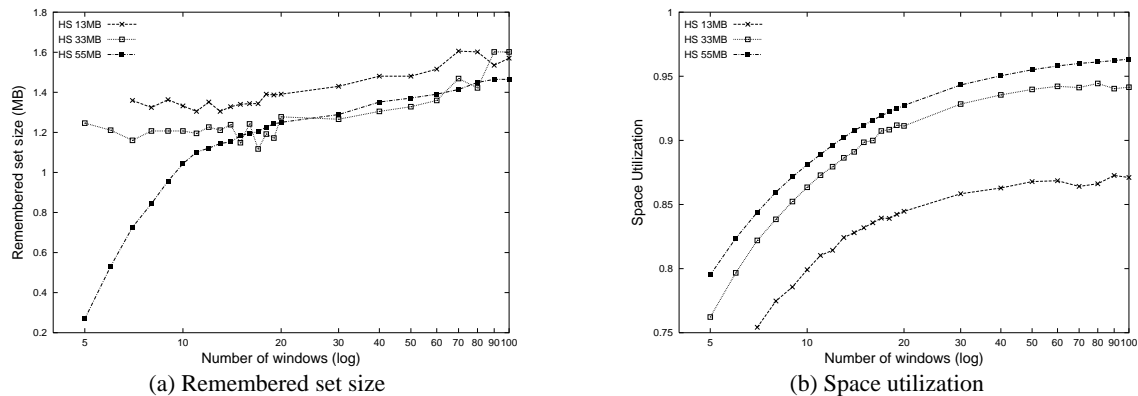 1.8
1.6
1.4
1.2
1
0.8
0.6
0.4
0.2
Remembered set size (MB)
HS 13MB
HS 33MB
HS 55MB
5 10 20 30 40 50 60 70 80 90 100
Number of windows (log)
(a) Remembered set size
1
0.95
0.9
0.85
0.8
0.75
Space Utilization
HS 13MB
HS 33MB
HS 55MB
5 10 20 30 40 50 60 70 80 90 100
Number of windows (log)
(b) Space utilization